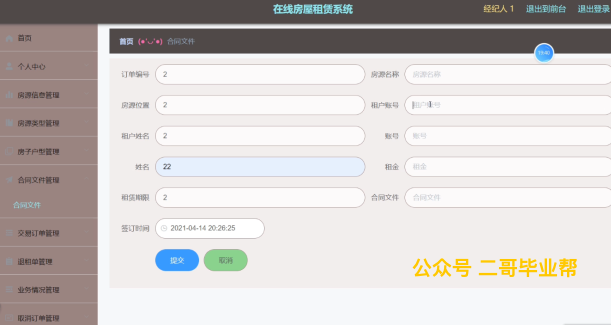 在线房屋租赁系统
经纪人 1 退出到前台 退出登录
首页
个人中心
房源信息管理
房源类型管理
房子户型管理
合同文件管理
合同文件
交易订单管理
退租单管理
业务情况管理
取消订单管理
首页 (●'◡'●) 合同文件
订单编号 2 房源名称 房源名称
房源位置 2 租户账号 租户账号
租户姓名 2 账号 账号
姓名 22 租金 租金
租赁期限 2 合同文件 合同文件
签订时间 2021-04-14 20:26:25
提交 取消
公众号 二哥毕业帮